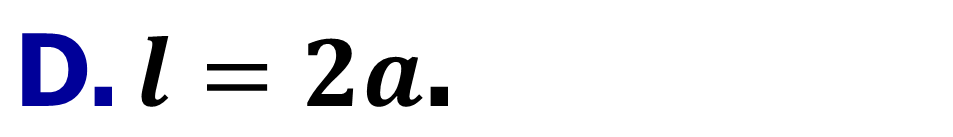 D. l = 2a.